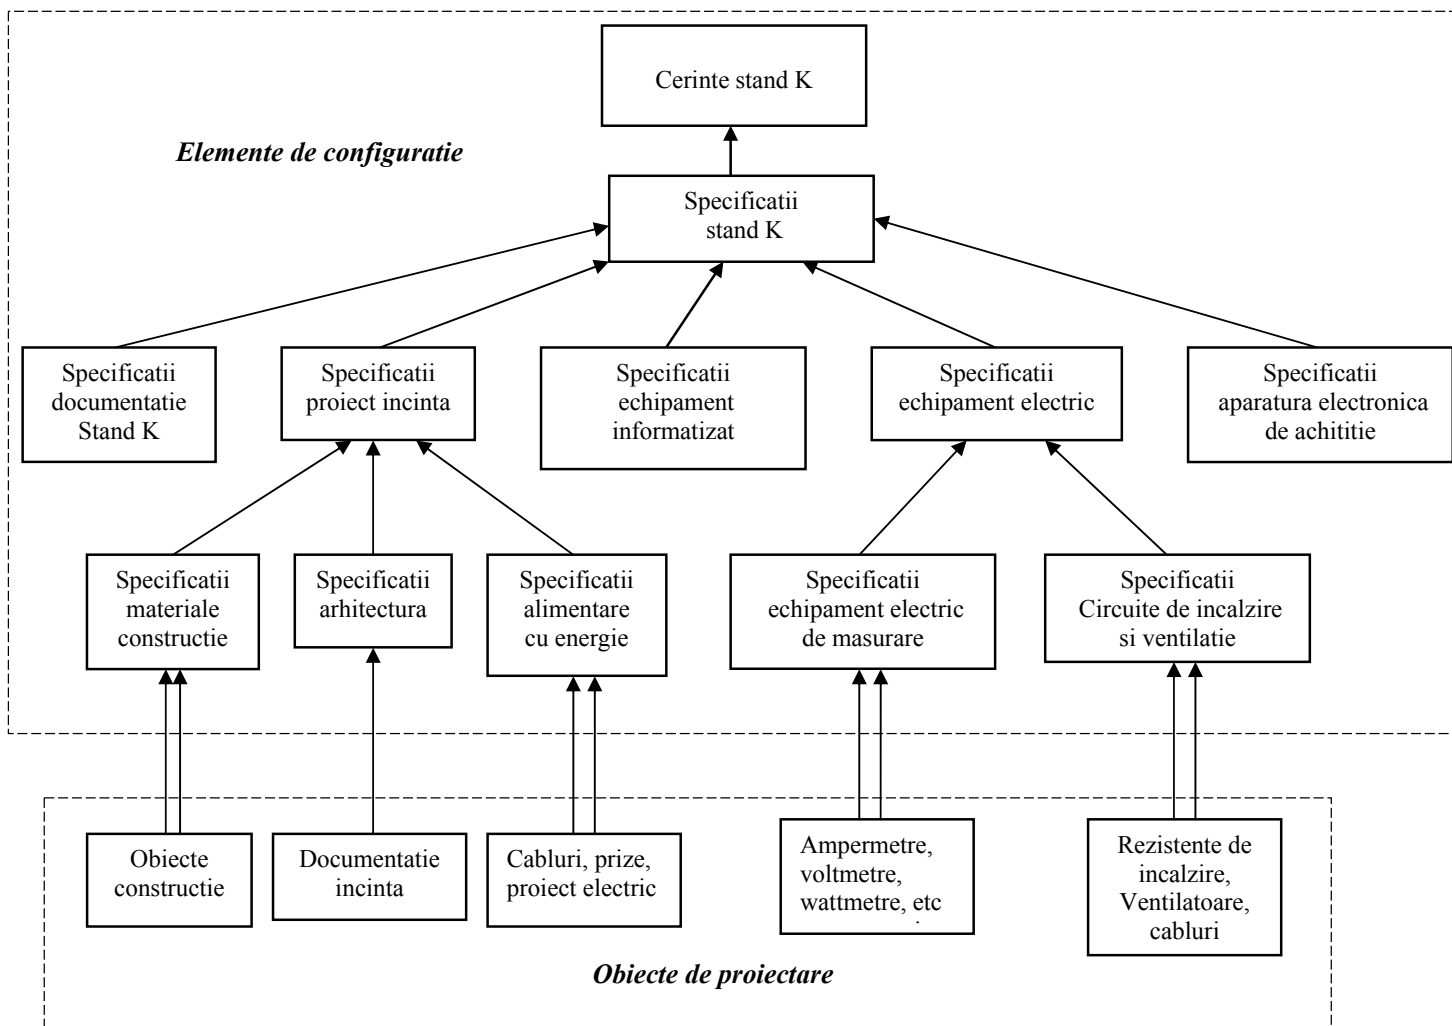 Cerinte stand K
Elemente de configuratie
Specificatii
stand K
Specificatii
documentatie
Stand K
Specificatii
proiect incinta
Specificatii
echipament
informatizat
Specificatii
echipament electric
Specificatii
aparatura electronica
de achititie
Specificatii
materiale
constructie
Specificatii
arhitectura
Specificatii
alimentare
cu energie
Specificatii
echipament electric
de masurare
Specificatii
Circuite de incalzire
si ventilatie
Obiecte
constructie
Documentatie
incinta
Cabluri, prize,
proiect electric
Ampermetre,
voltmetre,
wattmetre, etc
Rezistente de
incalzire,
Ventilatoare,
cabluri
Obiecte de proiectare